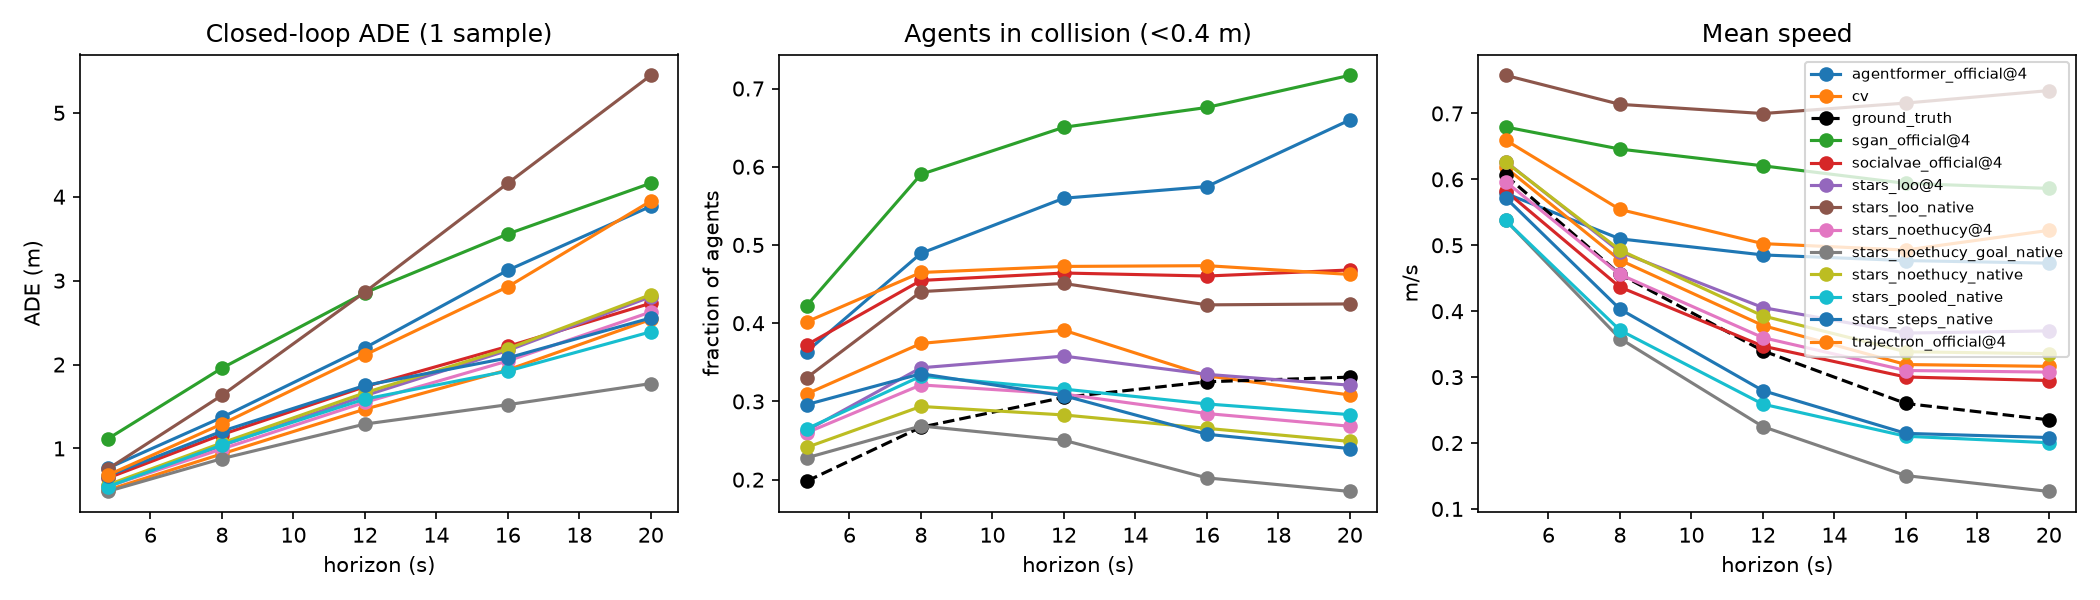 Closed-loop ADE (1 sample)
ADE (m)
5
4
3
2
1
6 8 10 12 14 16 18 20
horizon (s)
Agents in collision (<0.4 m)
fraction of agents
0.7
0.6
0.5
0.4
0.3
0.2
6 8 10 12 14 16 18 20
horizon (s)
Mean speed
m/s
0.7
0.6
0.5
0.4
0.3
0.2
0.1
6 8 10 12 14 16 18 20
horizon (s)
agentformer_official@4
cv
ground_truth
sgan_official@4
socialvae_official@4
stars_loo@4
stars_loo_native
stars_noethucy@4
stars_noethucy_goal_native
stars_noethucy_native
stars_pooled_native
stars_steps_native
trajectron_official@4